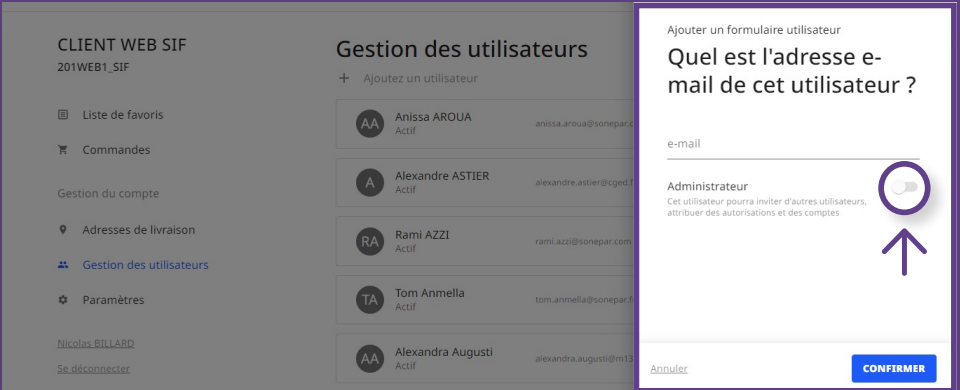 CLIENT WEB SIF
201WEB1_SIF
Liste de favoris
Commandes
Gestion du compte
Adresses de livraison
Gestion des utilisateurs
Paramètres
Nicolas BILLARD
Se déconnecter
Gestion des utilisateurs
Ajoutez un utilisateur
AA
Anissa AROUA
Actif
anissa.aroua@sonepar.c
A
Alexandre ASTIER
Actif
alexandre.astier@cged.f
RA
Rami AZZI
Actif
rami.azzi@sonepar.com
TA
Tom Anmella
Actif
tom.anmella@sonepar.f
AA
Alexandra Augusti
Actif
alexandra.augusti@m13
Ajouter un formulaire utilisateur
Quel est l'adresse e-
mail de cet utilisateur ?
e-mail
Administrateur
Cet utilisateur pourra inviter d'autres utilisateurs,
attribuer des autorisations et des comptes
Annuler
CONFIRMER